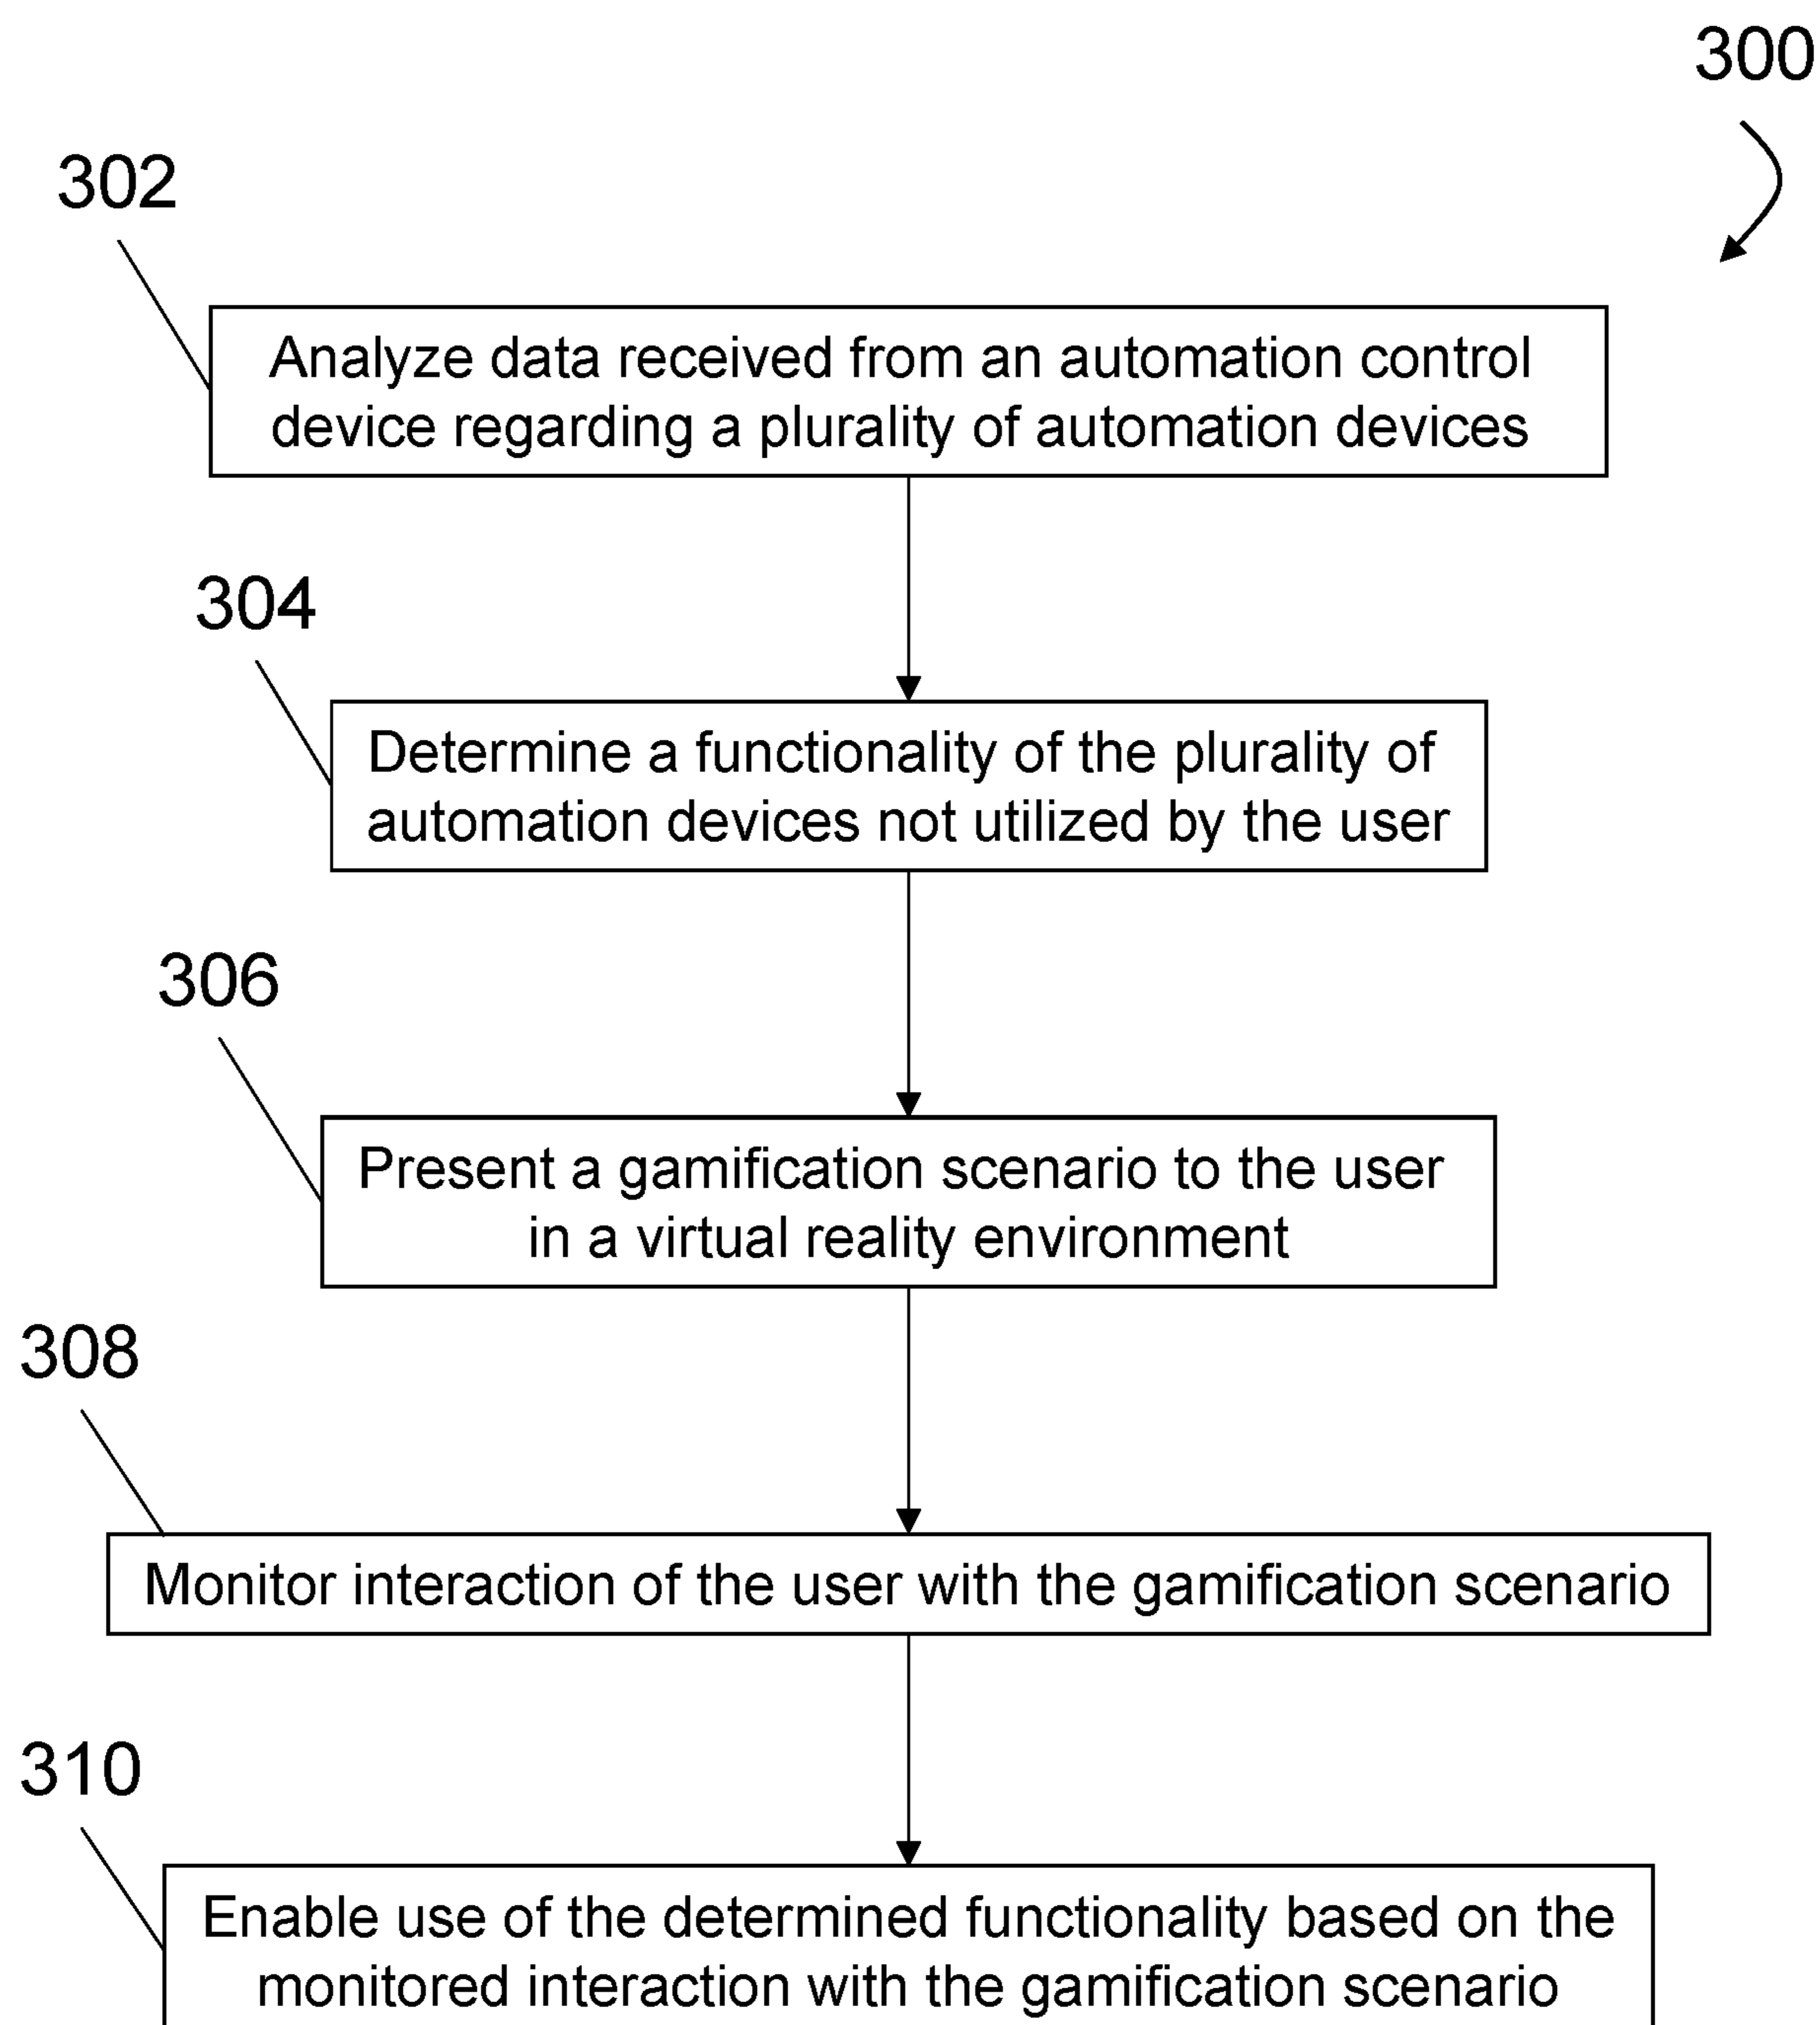 300
302
Analyze data received from an automation control
device regarding a plurality of automation devices
304
Determine a functionality of the plurality of
automation devices not utilized by the user
306
Present a gamification scenario to the user
in a virtual reality environment
308
Monitor interaction of the user with the gamification scenario
310
Enable use of the determined functionality based on the
monitored interaction with the gamification scenario